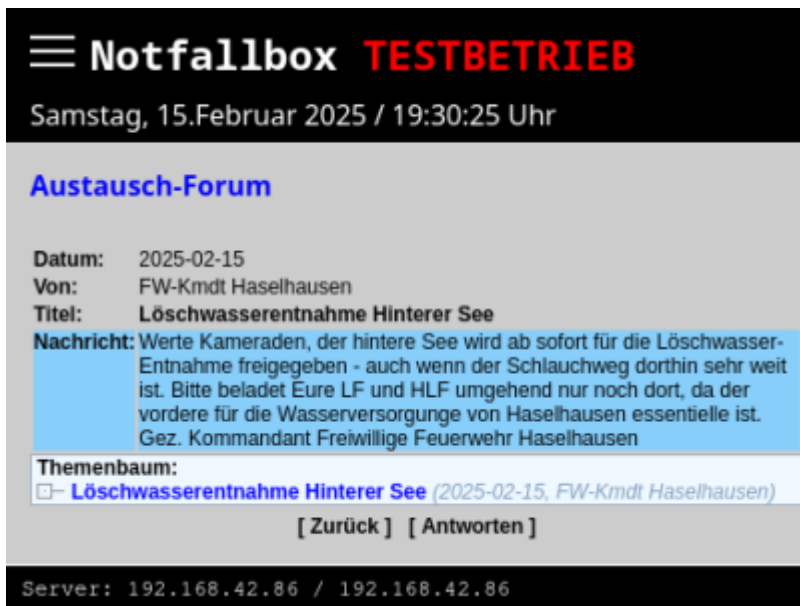 Notfallbox TESTBETRIEB
Samstag, 15.Februar 2025 / 19:30:25 Uhr
Austausch-Forum
Datum: 2025-02-15
Von: FW-Kmdt Haselhausen
Titel: Löschwasserentnahme Hinterer See
Nachricht: Werte Kameraden, der hintere See wird ab sofort für die Löschwasser-
Entnahme freigegeben - auch wenn der Schlauchweg dorthin sehr weit
ist. Bitte beladet Eure LF und HLF umgehend nur noch dort, da der
vordere für die Wasserversorgunge von Haselhausen essentielle ist.
Gez. Kommandant Freiwillige Feuerwehr Haselhausen
Themenbaum:
Löschwasserentnahme Hinterer See (2025-02-15, FW-Kmdt Haselhausen)
[ Zurück ] [ Antworten ]
Server: 192.168.42.86 / 192.168.42.86